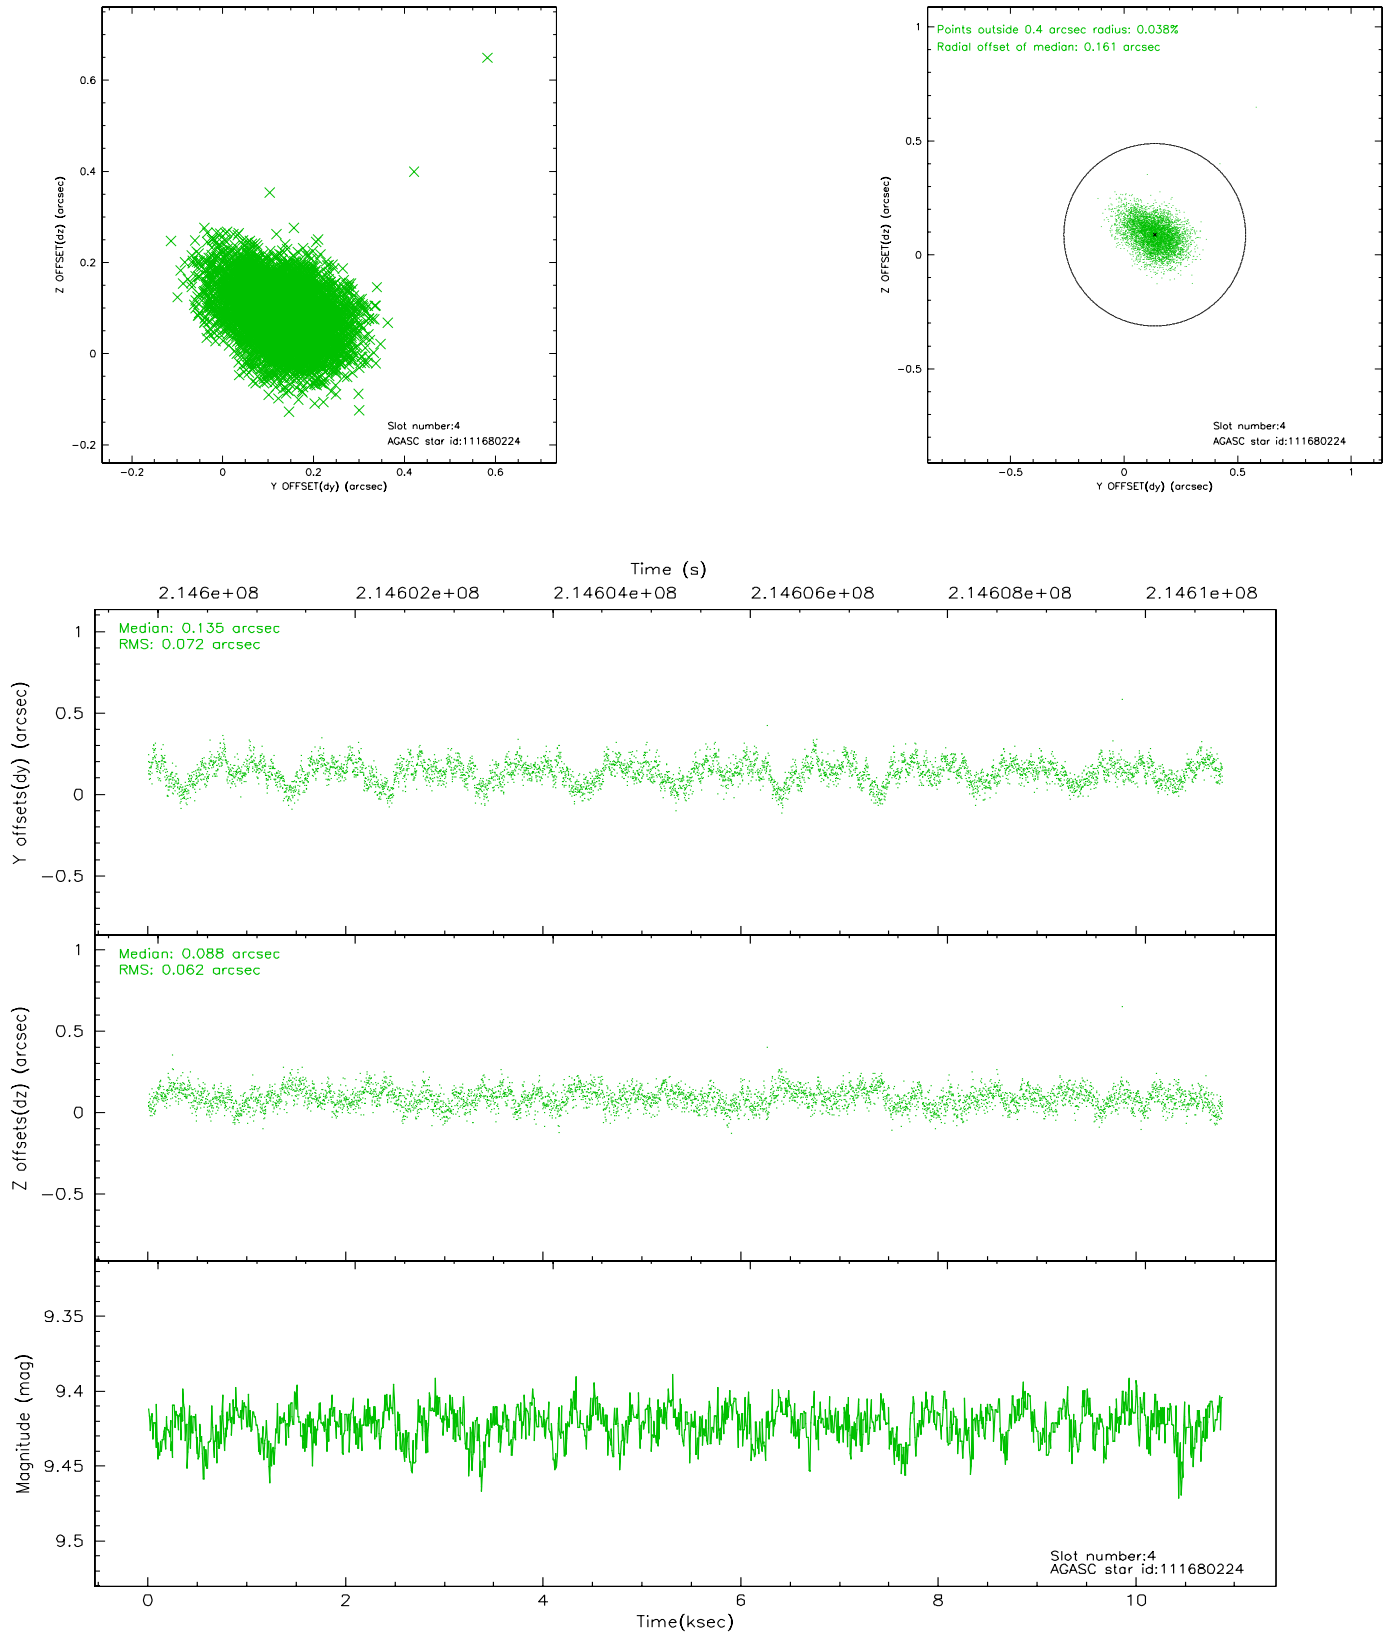 0.6
0.4
0.2
0
−0.2
Z OFFSET(dz) (arcsec)
Slot number:4
AGASC star id:111680224
−0.2 0 0.2 0.4 0.6
Y OFFSET(dy) (arcsec)
Points outside 0.4 arcsec radius: 0.038%
Radial offset of median: 0.161 arcsec
1
0.5
0
−0.5
Z OFFSET(dz) (arcsec)
Slot number:4
AGASC star id:111680224
−0.5 0 0.5 1
Y OFFSET(dy) (arcsec)
Time (s)
2.146e+08 2.14602e+08 2.14604e+08 2.14606e+08 2.14608e+08 2.1461e+08
Median: 0.135 arcsec
RMS: 0.072 arcsec
1
0.5
0
−0.5
Y offsets(dy) (arcsec)
Median: 0.088 arcsec
RMS: 0.062 arcsec
1
0.5
0
−0.5
Z offsets(dz) (arcsec)
9.35
9.4
9.45
9.5
Magnitude (mag)
Slot number:4
AGASC star id:111680224
0 2 4 6 8 10
Time(ksec)